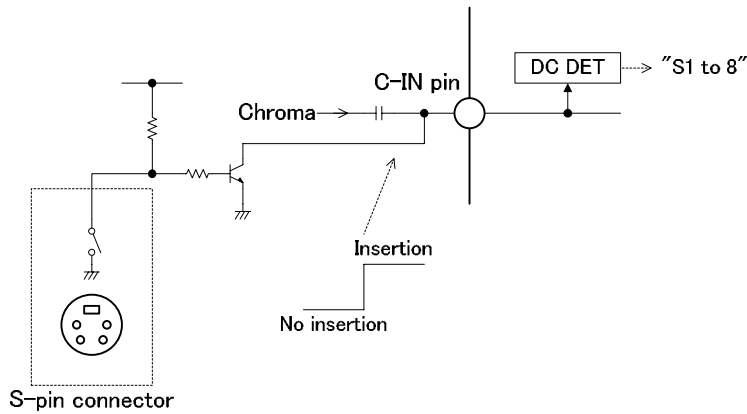 DC DET
"S1 to 8"
C-IN pin
Chroma
Insertion
No insertion
S-pin connector